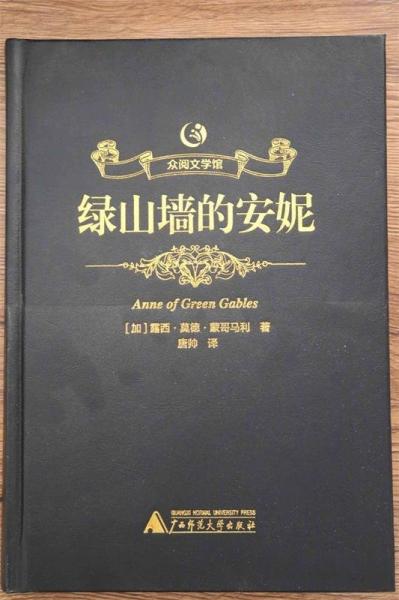 众阅文学馆
绿山墙的安妮
Anne of Green Gables
[加]露西·莫德·蒙哥马利 著
唐帅 译
GUANGXI NORMAL UNIVERSITY PRESS
广西师范大学出版社